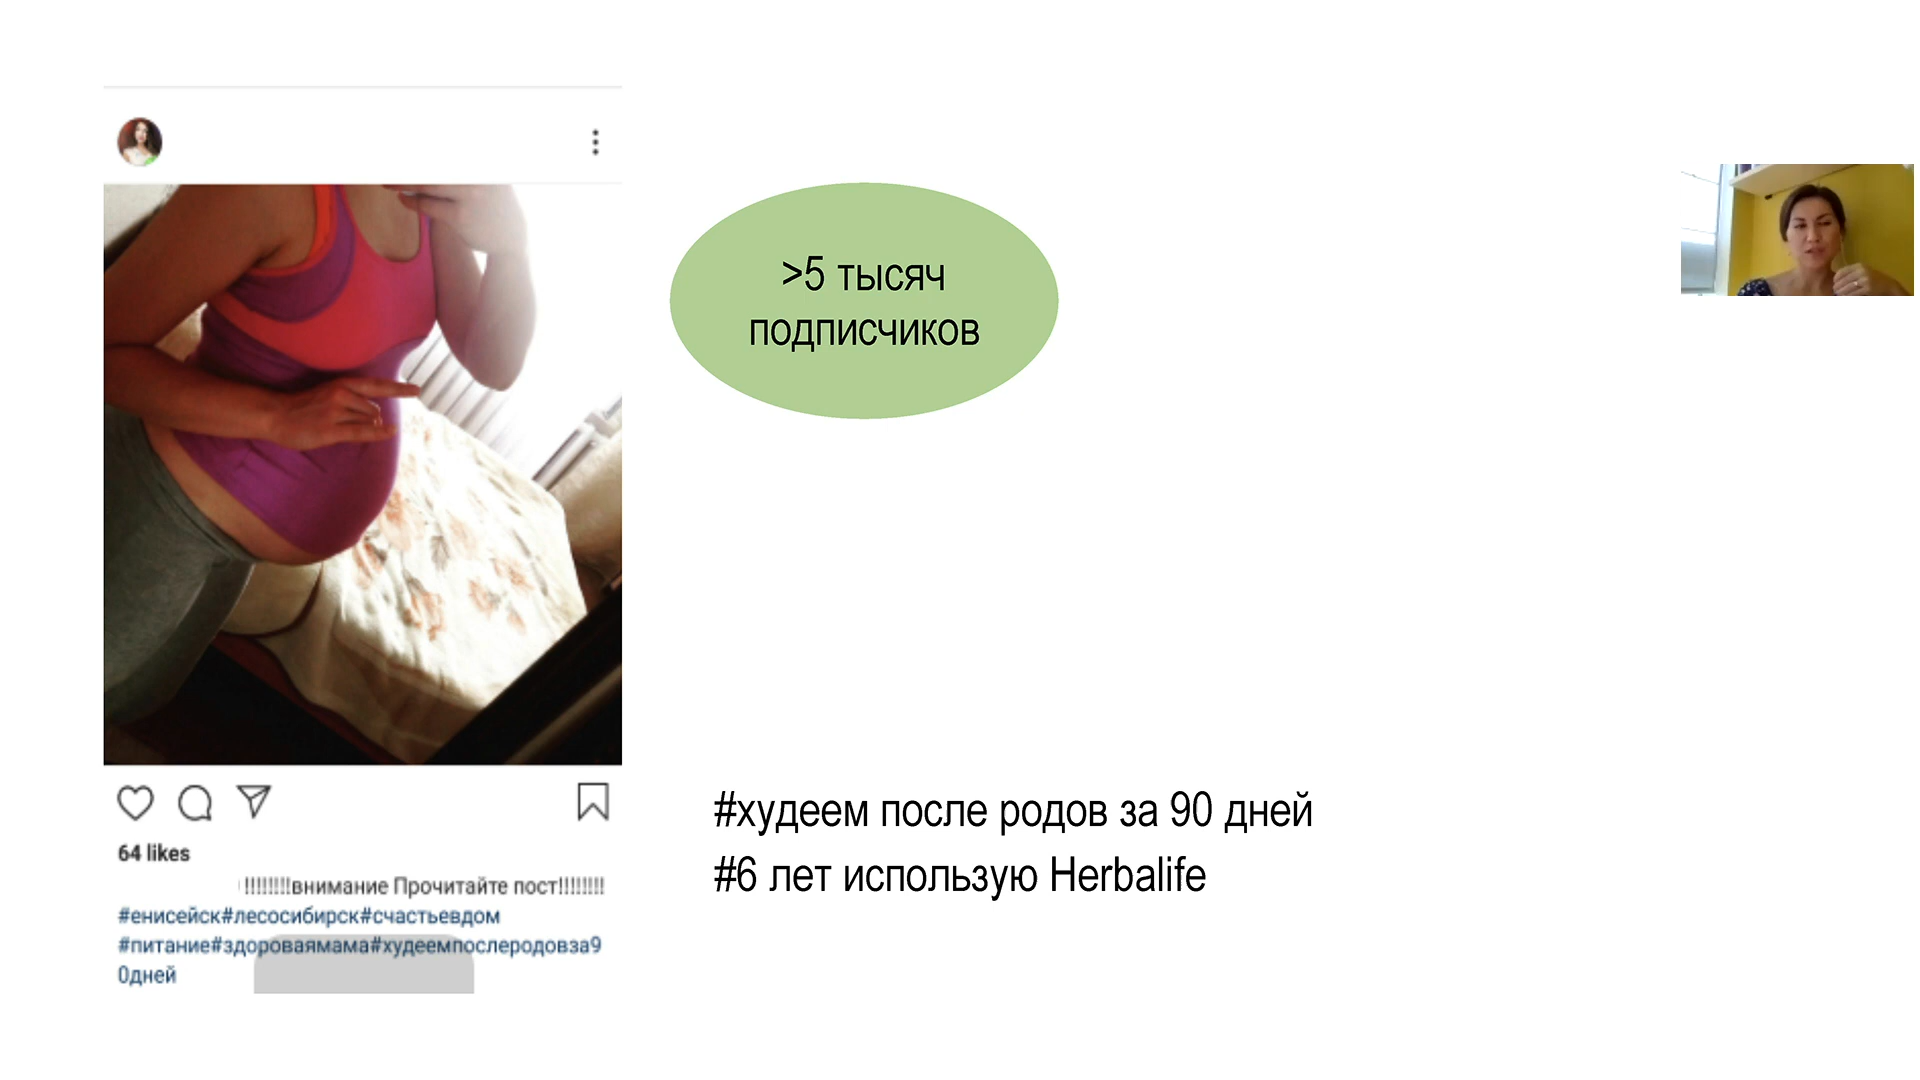 >5 тысяч
подписчиков
64 likes
!!!!!!!!внимание Прочитайте пост!!!!!!!!
#енисейск#лесосибирск#счастьевдом
#питание#здороваямама#худеемпослеродовза9
0дней
#худеем после родов за 90 дней
#6 лет использую Herbalife